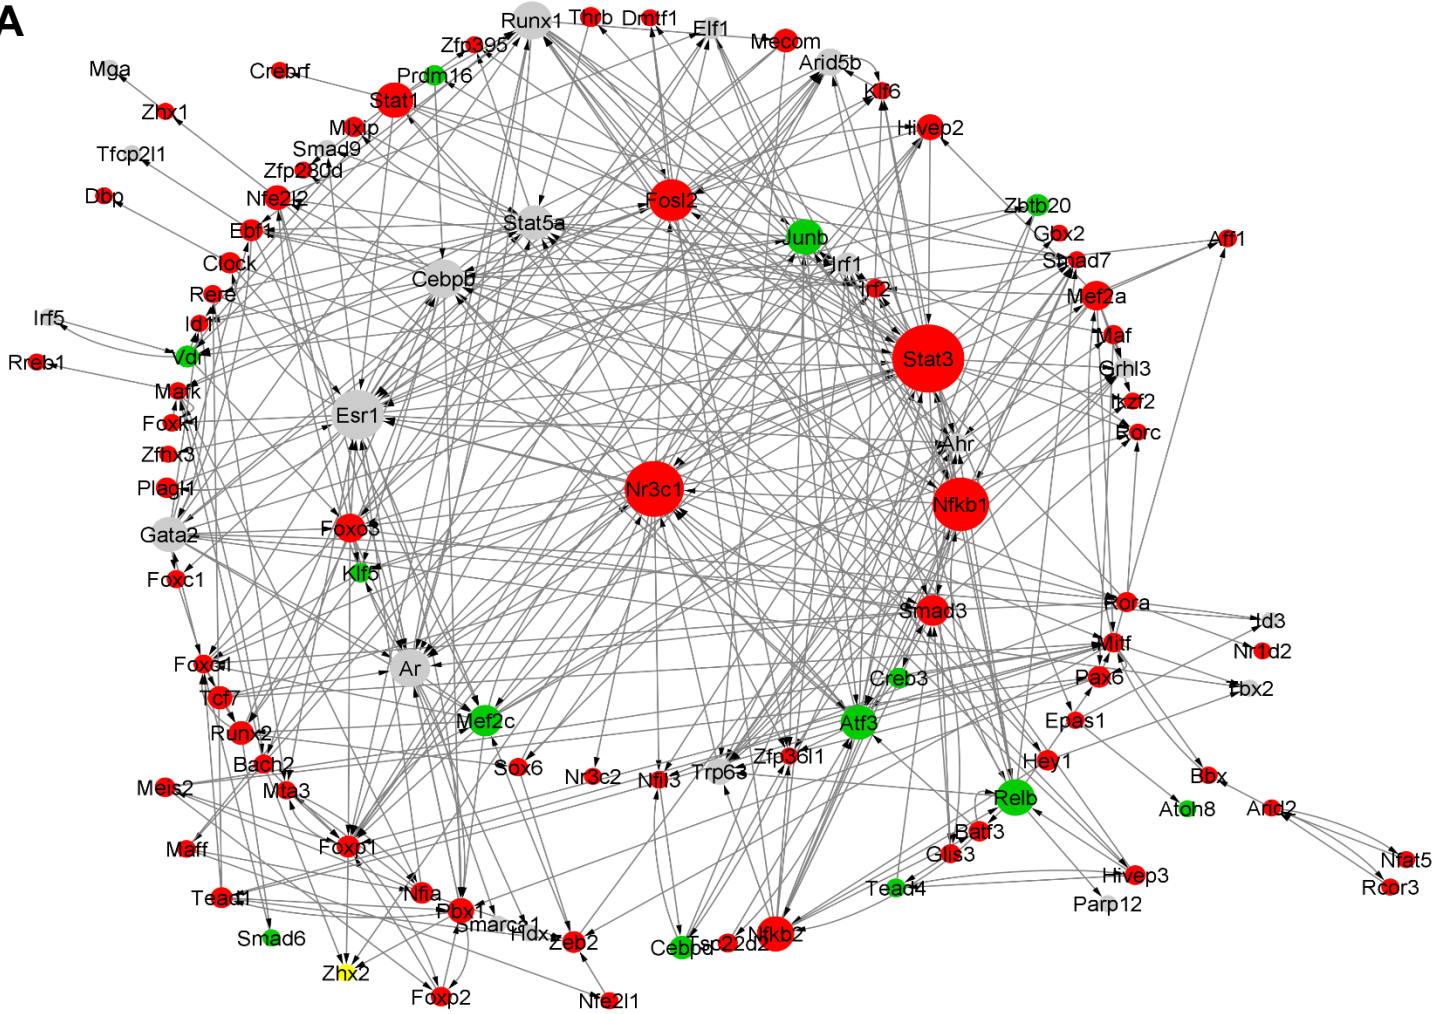 A
Runx1
Thrb
Dmtf1
Elf1
Mecom
Zfp395
Arid5b
Mga
Crebrf
Prdm16
Klf6
Stat1
Zhx1
Mlxip
Hivep2
Smad9
Tfcp2l1
Zfp280d
Dbp
Nfe2l2
Fosl2
Zbtb20
Stat5a
Ebf1
Junb
Gbx2
Aff1
Clock
Irf1
Smad7
Cebpb
Rere
Irf2
Mef2a
Irf5
Id1
Maf
Vdr
Stat3
Rreb1
Grhl3
Mafk
Ikzf2
Esr1
Foxk1
Rorc
Ahr
Zfhx3
Plagl1
Nr3c1
Nfkb1
Gata2
Foxo3
Klf5
Foxc1
Rora
Smad3
Id3
Mitf
Nr1d2
Foxo1
Ar
Creb3
Pax6
Tbx2
Tcf7
Mef2c
Atf3
Epas1
Runx2
Bach2
Sox6
Nr3c2
Nfil3
Trp63
Zfp36l1
Hey1
Bbx
Meis2
Mta3
Relb
Aton8
Arid2
Batf3
Maff
Foxp1
Glis3
Nfat5
Hivep3
Rcor3
Tead1
Nfia
Tead4
Parp12
Pbx1
Smarca1
Hdx
Smad6
Zeb2
Cebpd
Tsc22d2
Nfkb2
Zhx2
Foxp2
Nfe2l1